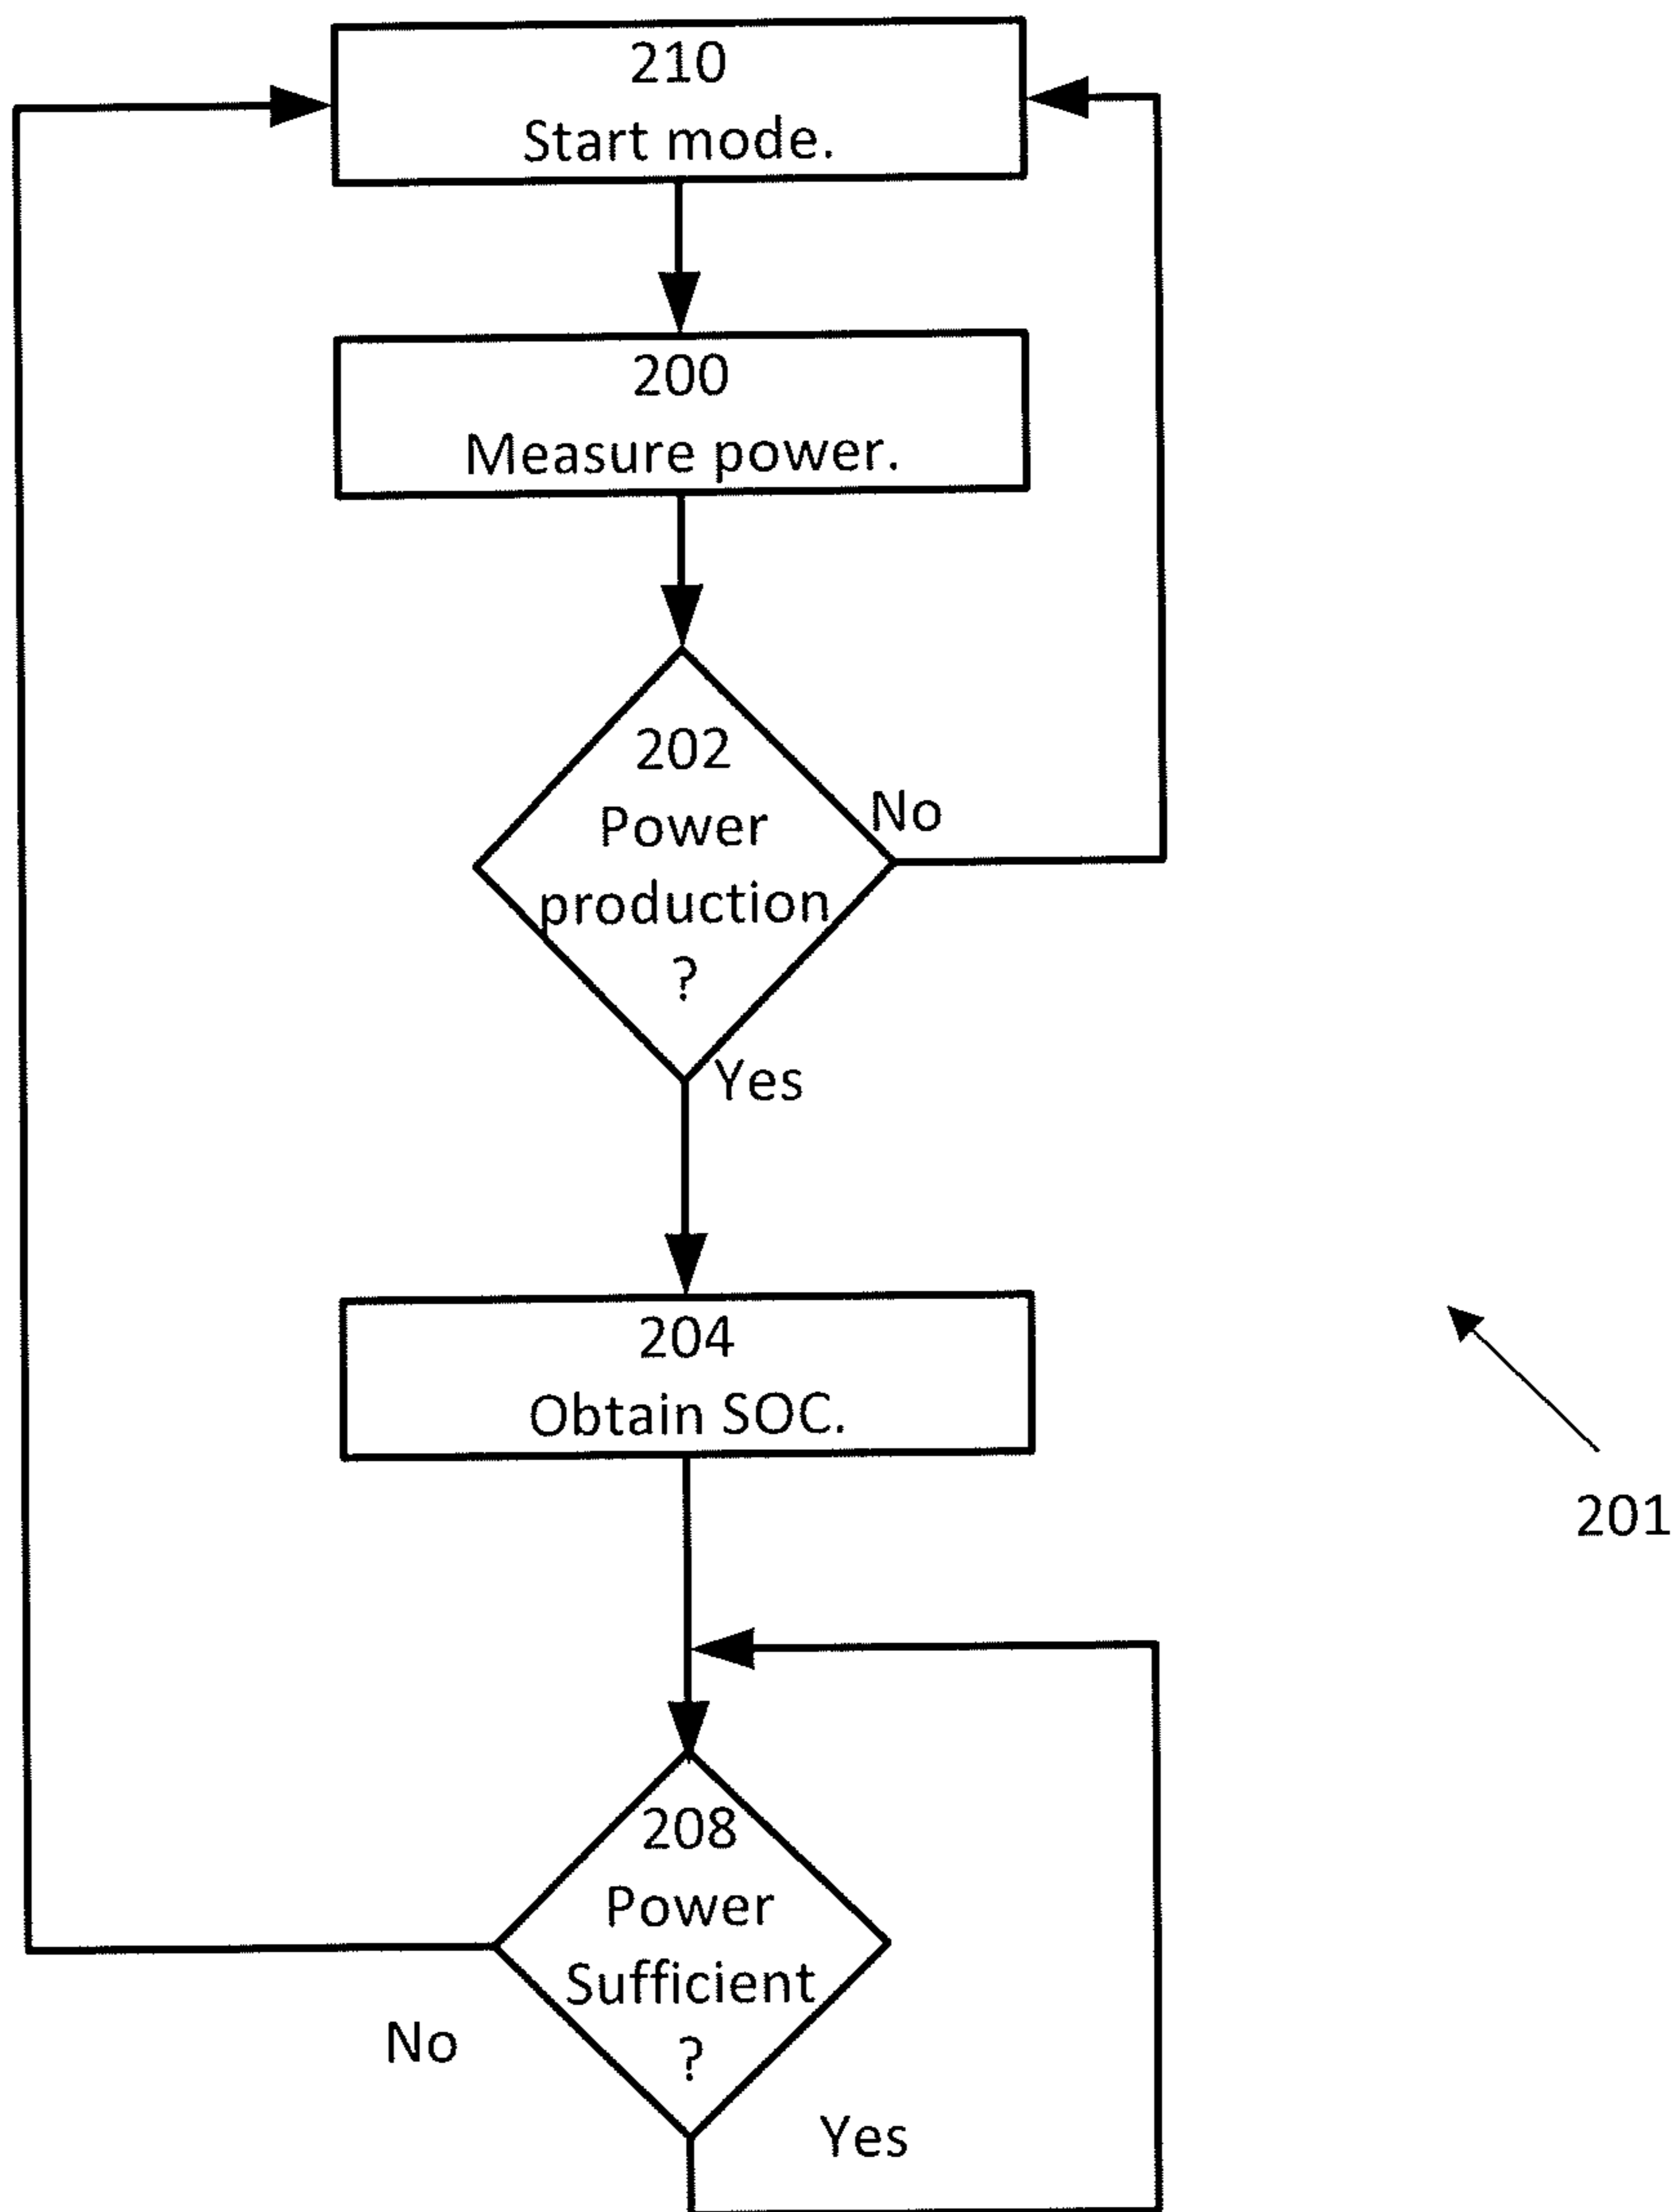 210
Start mode.
200
Measure power.
202
Power
production
?
No
Yes
204
Obtain SOC.
201
208
Power
Sufficient
?
No
Yes